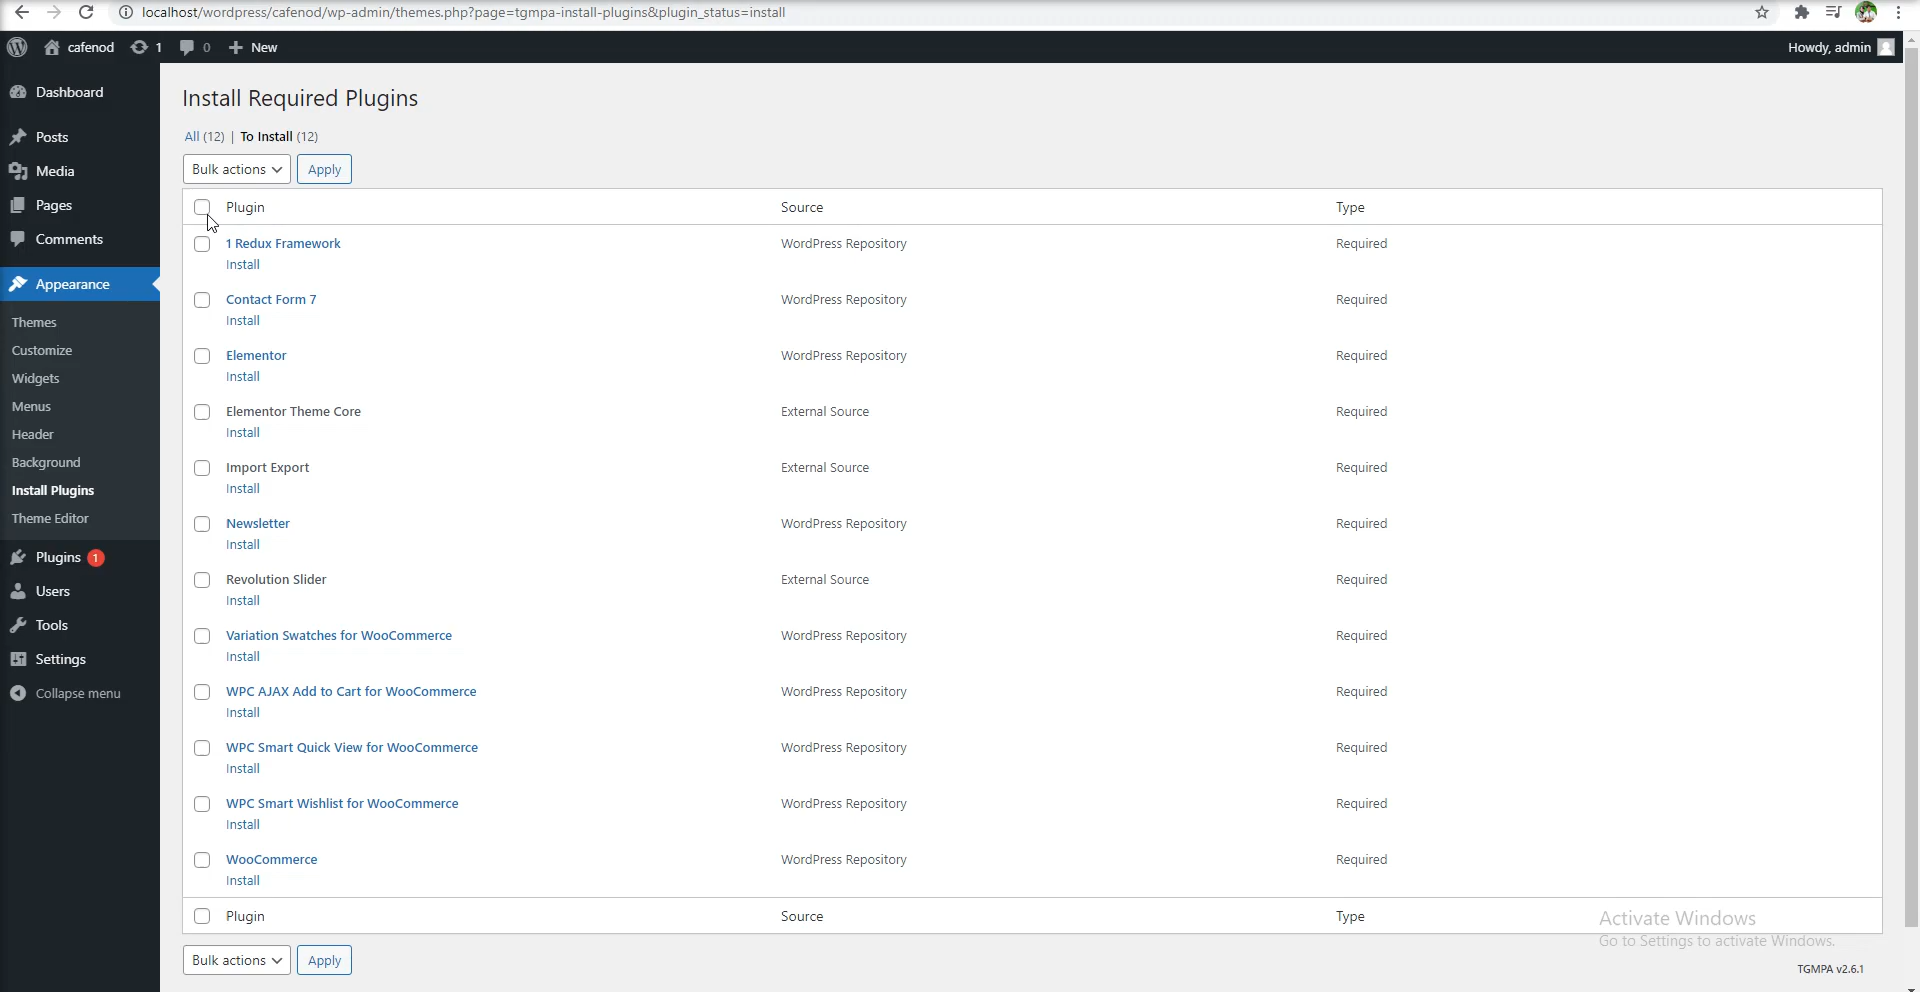 localhost/wordpress/cafenod/wp-admin/themes.php?page=tgmpa-install-plugins&plugin_status=install
cafenod 1 0 New Howdy, admin
Dashboard
Posts
Media
Pages
Comments
Appearance
Themes
Customize
Widgets
Menus
Header
Background
Install Plugins
Theme Editor
Plugins 1
Users
Tools
Settings
Collapse menu
Install Required Plugins
All (12) | To Install (12)
Bulk actions Apply
Plugin Source Type
1 Redux Framework WordPress Repository Required
Install
Contact Form 7 WordPress Repository Required
Install
Elementor WordPress Repository Required
Install
Elementor Theme Core External Source Required
Install
Import Export External Source Required
Install
Newsletter WordPress Repository Required
Install
Revolution Slider External Source Required
Install
Variation Swatches for WooCommerce WordPress Repository Required
Install
WPC AJAX Add to Cart for WooCommerce WordPress Repository Required
Install
WPC Smart Quick View for WooCommerce WordPress Repository Required
Install
WPC Smart Wishlist for WooCommerce WordPress Repository Required
Install
WooCommerce WordPress Repository Required
Install
Plugin Source Type
Bulk actions Apply
Activate Windows
Go to Settings to activate Windows.
TGMPA v2.6.1